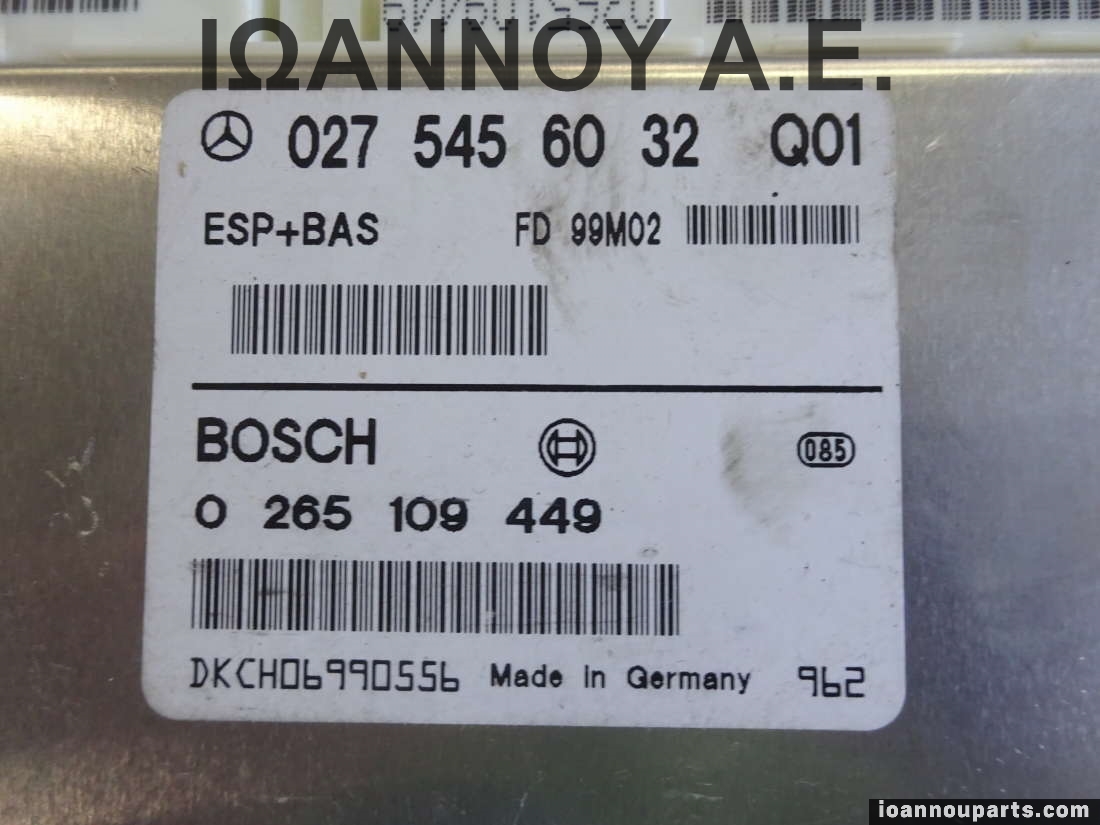 ΙΩΑΝΝΟΥ Α.Ε.
027 545 60 32 Q01
ESP+BAS FD 99M02
BOSCH 085
0 265 109 449
DKCH06990556 Made in Germany 962
ioannouparts.com